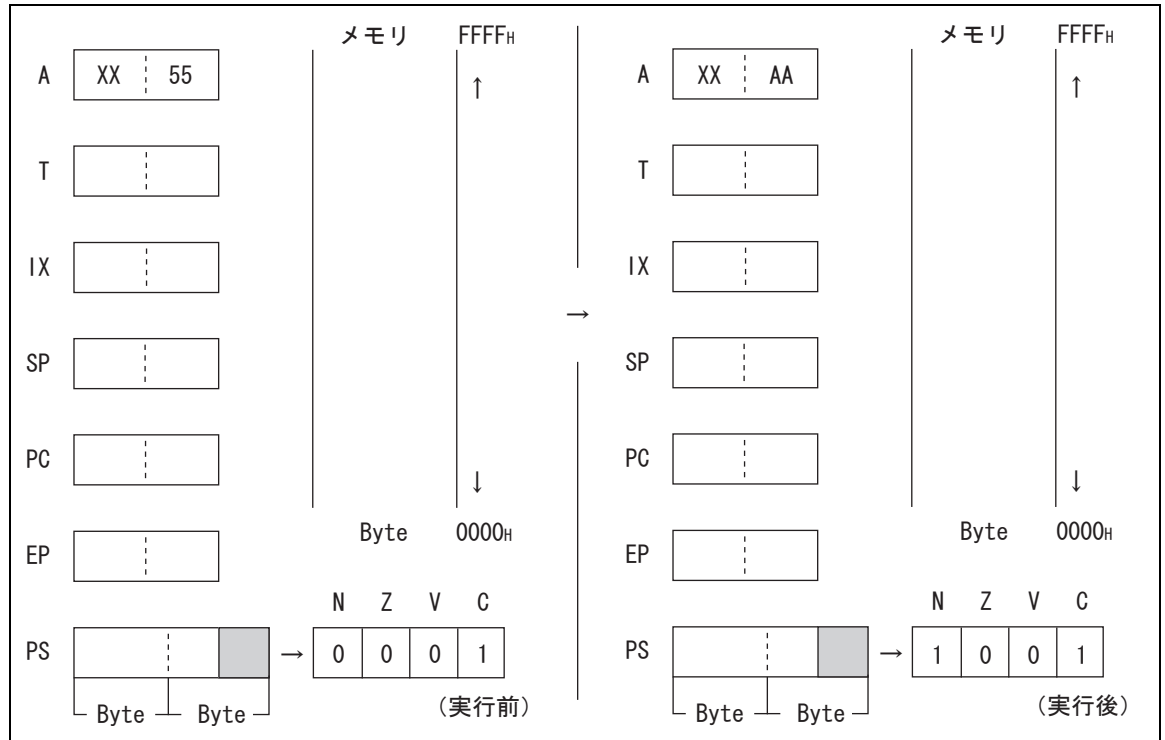 メモリ FFFFH
A XX 55
↑
T
IX
SP
PC
↓
Byte 0000H
EP
N Z V C
PS → 0 0 0 1
Byte Byte (実行前)
→
メモリ FFFFH
A XX AA
↑
T
IX
SP
PC
↓
Byte 0000H
EP
N Z V C
PS → 1 0 0 1
Byte Byte (実行後)